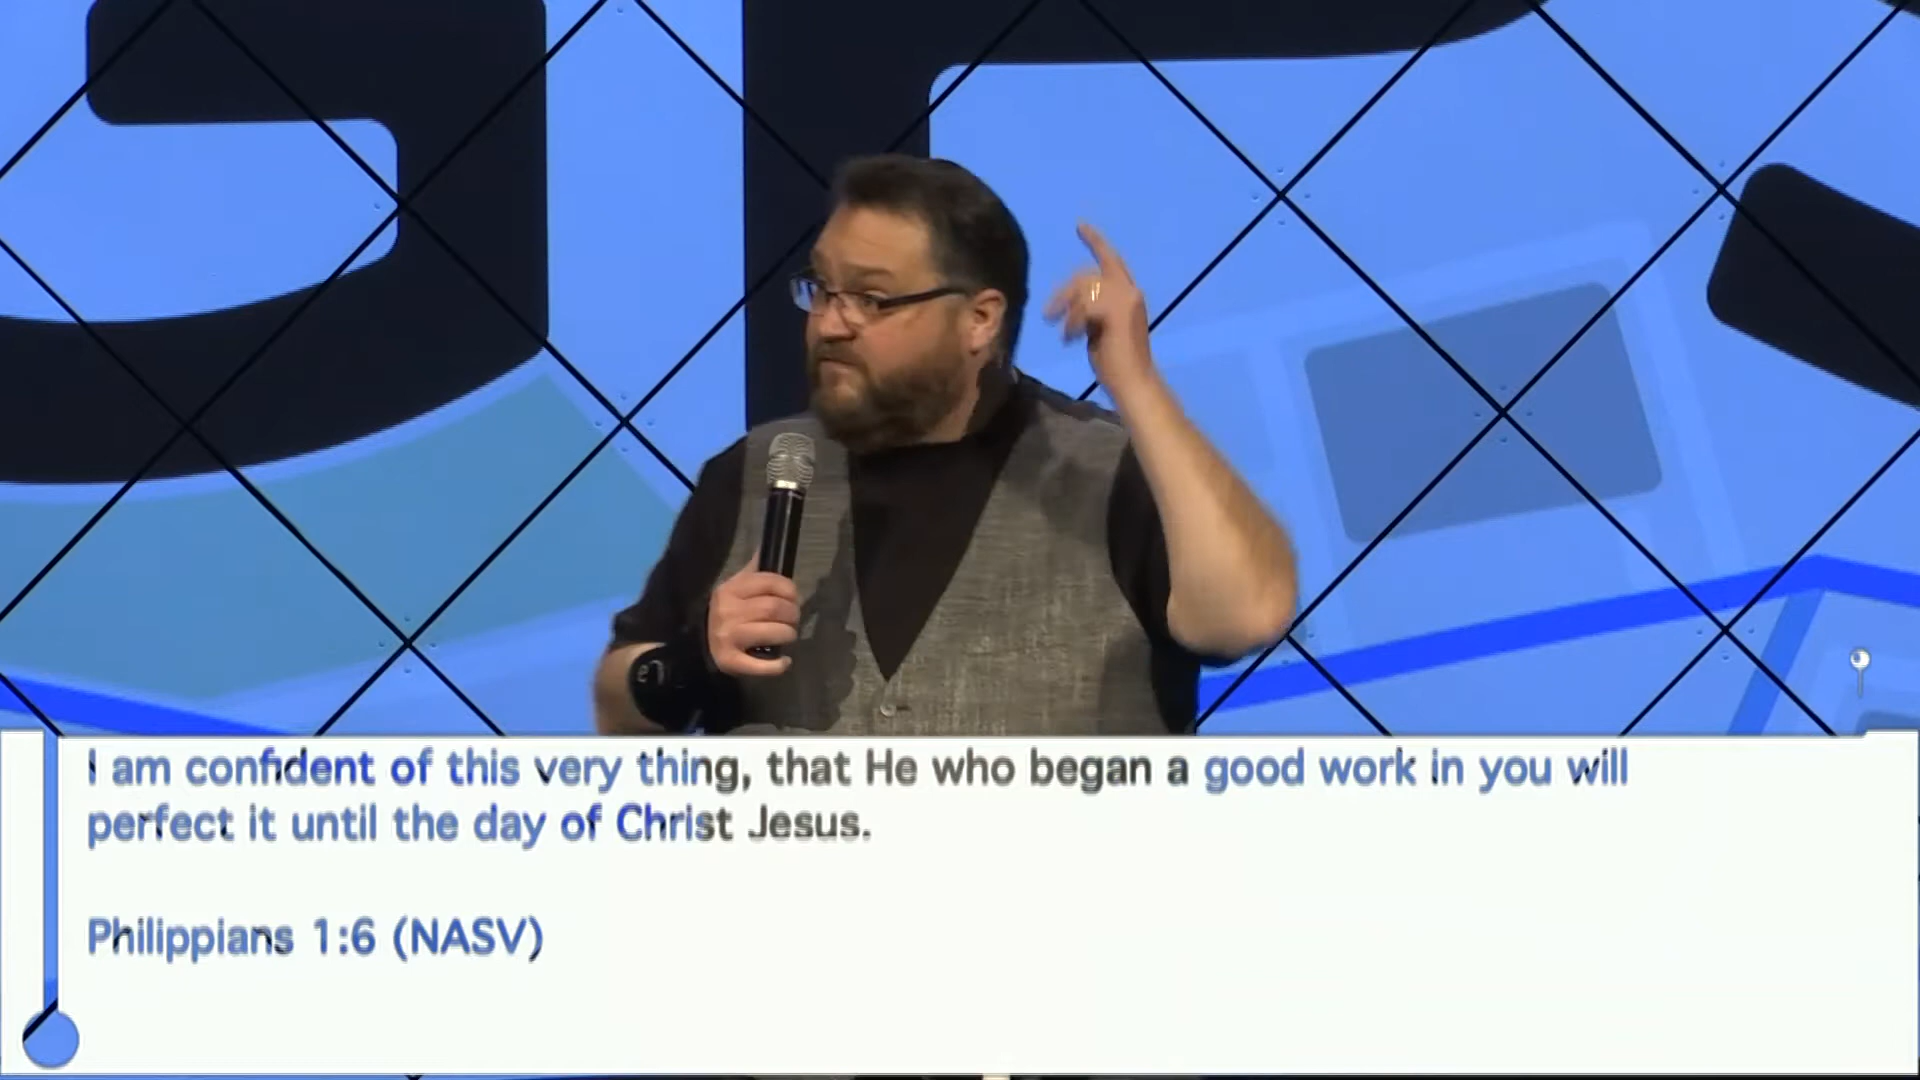 I am confident of this very thing, that He who began a good work in you will
perfect it until the day of Christ Jesus.
Philippians 1:6 (NASV)